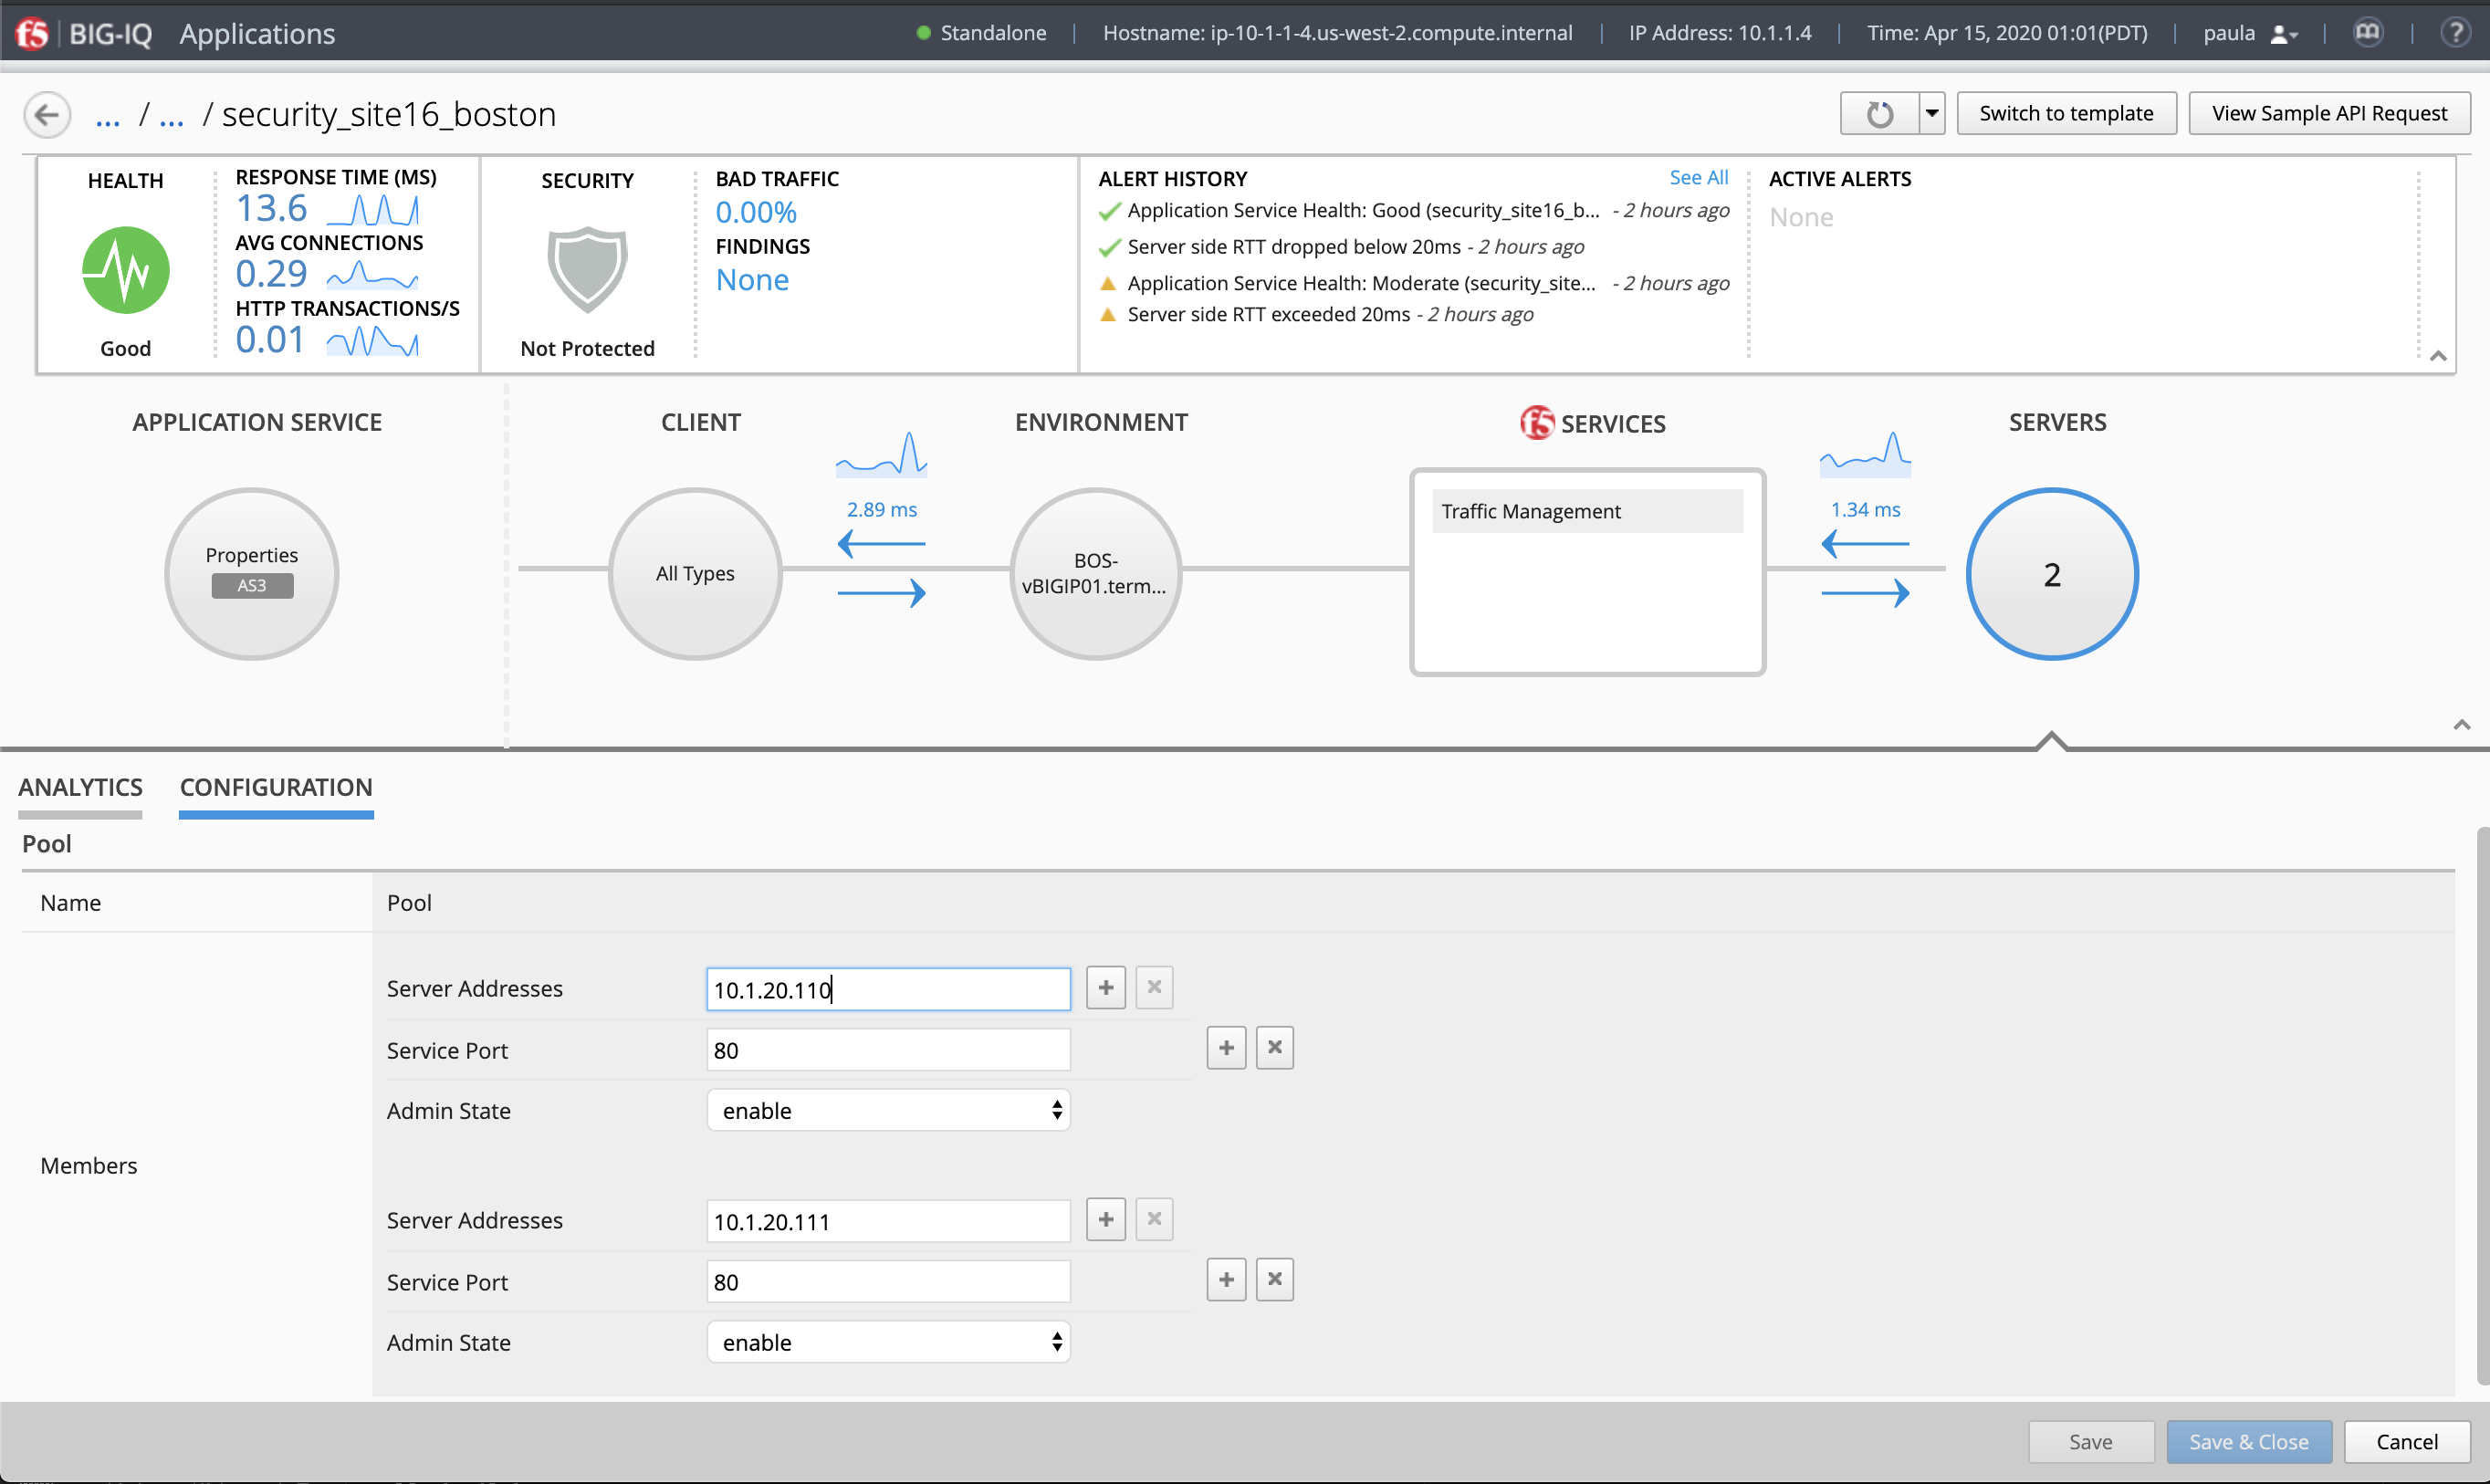 f5 BIG-IQ Applications Standalone Hostname: ip-10-1-1-4.us-west-2.compute.internal IP Address: 10.1.1.4 Time: Apr 15, 2020 01:01(PDT) paula ?
... / ... / security_site16_boston Switch to template View Sample API Request
HEALTH
Good
RESPONSE TIME (MS)
13.6
AVG CONNECTIONS
0.29
HTTP TRANSACTIONS/S
0.01
SECURITY
Not Protected
BAD TRAFFIC
0.00%
FINDINGS
None
ALERT HISTORY See All
Application Service Health: Good (security_site16_b... - 2 hours ago
Server side RTT dropped below 20ms - 2 hours ago
Application Service Health: Moderate (security_site... - 2 hours ago
Server side RTT exceeded 20ms - 2 hours ago
ACTIVE ALERTS
None
APPLICATION SERVICE CLIENT ENVIRONMENT f5 SERVICES SERVERS
Properties
AS3
All Types
2.89 ms
BOS-
vBIGIP01.term...
Traffic Management
1.34 ms
2
ANALYTICS CONFIGURATION
Pool
Name Pool
Members
Server Addresses 10.1.20.110
Service Port 80
Admin State enable
Server Addresses 10.1.20.111
Service Port 80
Admin State enable
Save Save & Close Cancel